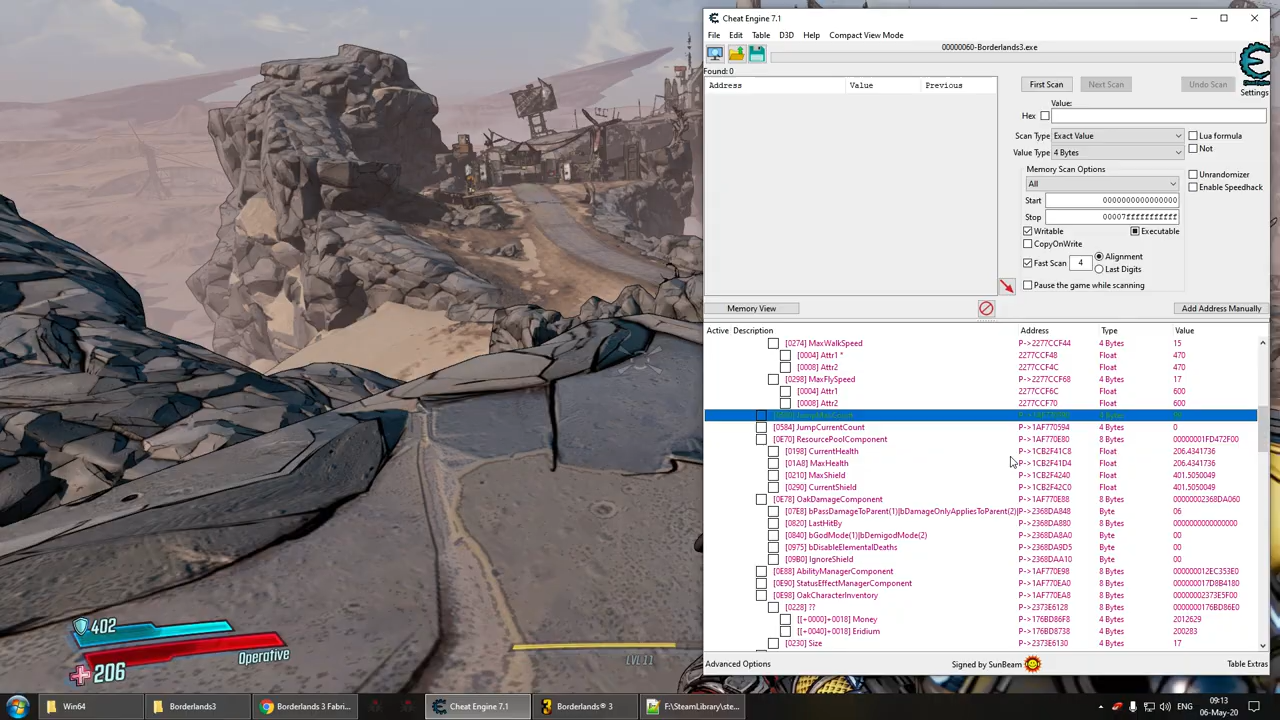 Cheat Engine 7.1
File Edit Table D3D Help Compact View Mode
00000060-Borderlands3.exe
Found: 0
Address Value Previous
First Scan Next Scan Undo Scan
Settings
Value:
Hex
Scan Type Exact Value Lua formula
Not
Value Type 4 Bytes
Memory Scan Options
All
Unrandomizer
Enable Speedhack
Start 0000000000000000
Stop 00007fffffffffff
Writable Executable
CopyOnWrite
Fast Scan 4 Alignment
Last Digits
Pause the game while scanning
Memory View Add Address Manually
Active Description Address Type Value
[0274] MaxWalkSpeed P->2277CCF44 4 Bytes 15
[0004] Attr1 * 2277CCF48 Float 470
[0008] Attr2 2277CCF4C Float 470
[0298] MaxFlySpeed P->2277CCF68 4 Bytes 17
[0004] Attr1 2277CCF6C Float 600
[0008] Attr2 2277CCF70 Float 600
[0584] JumpCurrentCount P->1AF770594 4 Bytes 0
[0E70] ResourcePoolComponent P->1AF770E80 8 Bytes 00000001FD472F00
[0198] CurrentHealth P->1CB2F41C8 Float 206.4341736
[01A8] MaxHealth P->1CB2F41D4 Float 206.4341736
[0210] MaxShield P->1CB2F4240 Float 401.5050049
[0290] CurrentShield P->1CB2F42C0 Float 401.5050049
[0E78] OakDamageComponent P->1AF770E88 8 Bytes 00000002368DA060
[07E8] bPassDamageToParent(1)|bDamageOnlyAppliesToParent(2)| P->2368DA848 Byte 06
[0820] LastHitBy P->2368DA880 8 Bytes 0000000000000000
[0840] bGodMode(1)|bDemigodMode(2) P->2368DA8A0 Byte 00
[0975] bDisableElementalDeaths P->2368DA9D5 Byte 00
[09B0] IgnoreShield P->2368DAA10 Byte 00
[0E88] AbilityManagerComponent P->1AF770E98 8 Bytes 000000012EC353E0
[0E90] StatusEffectManagerComponent P->1AF770EA0 8 Bytes 000000017D8B4180
[0E98] OakCharacterInventory P->1AF770EA8 8 Bytes 00000002373E5F00
[0228] ?? P->2373E6128 8 Bytes 0000000176BD86E0
[[+0000]+0018] Money P->176BD86F8 4 Bytes 2012629
[[+0040]+0018] Eridium P->176BD8738 4 Bytes 200283
[0230] Size P->2373E6130 4 Bytes 17
Advanced Options Signed by SunBeam Table Extras
402
206
Operative
LVL 11
Win64 Borderlands3 Borderlands 3 Fabri... Cheat Engine 7.1 Borderlands® 3 F:\SteamLibrary\ste...
09:13
06-May-20